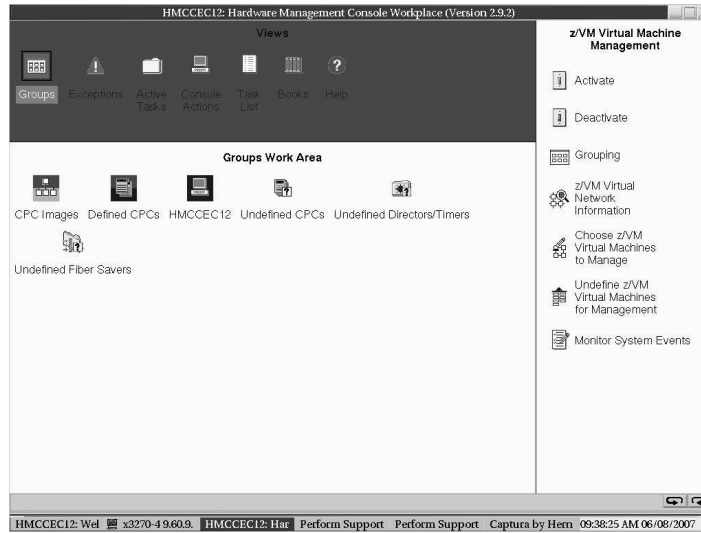 HMCCEC12: Hardware Management Console Workplace (Version 2.9.2)
Views
Groups
Exceptions
Active Tasks
Console Actions
Task List
Books
Help
Groups Work Area
CPC Images
Defined CPCs
HMCCEC12
Undefined CPCs
Undefined Directors/Timers
Undefined Fiber Savers
z/VM Virtual Machine
Management
Activate
Deactivate
Grouping
z/VM Virtual
Network
Information
Choose z/VM
Virtual Machines
to Manage
Undefine z/VM
Virtual Machines
for Management
Monitor System Events
HMCCEC12: Wel
x3270-4 9.60.9.
HMCCEC12: Har
Perform Support
Perform Support
Captura by Hern
09:38:25 AM 06/08/2007